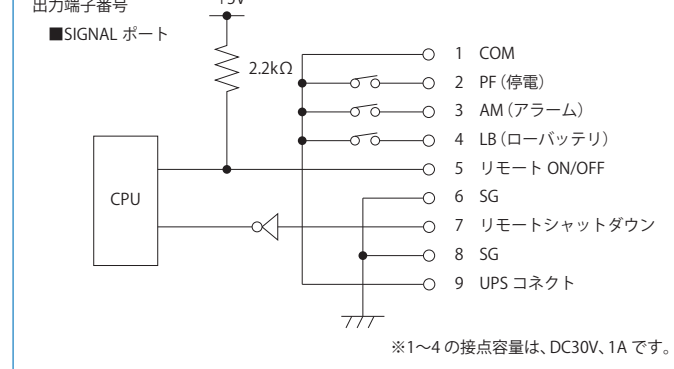 出力端子番号
■SIGNAL ポート
2.2kΩ
1 COM
2 PF（停電）
3 AM（アラーム）
4 LB（ローバッテリ）
5 リモート ON/OFF
CPU
6 SG
7 リモートシャットダウン
8 SG
9 UPS コネクト
※1〜4 の接点容量は、DC30V、1A です。